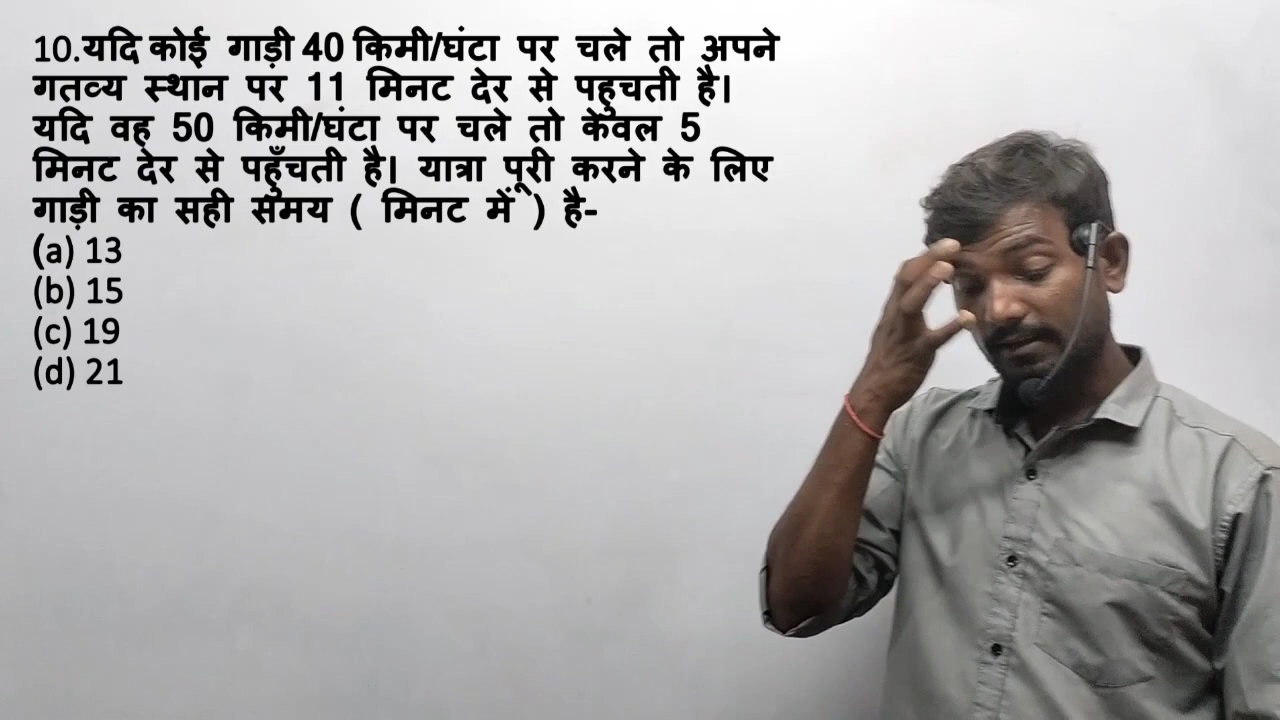 10.यदि कोई गाड़ी 40 किमी/घंटा पर चले तो अपने
गतव्य स्थान पर 11 मिनट देर से पहुचती है।
यदि वह 50 किमी/घंटा पर चले तो केवल 5
मिनट देर से पहुँचती है। यात्रा पूरी करने के लिए
गाड़ी का सही समय ( मिनट में ) है-
(a) 13
(b) 15
(c) 19
(d) 21